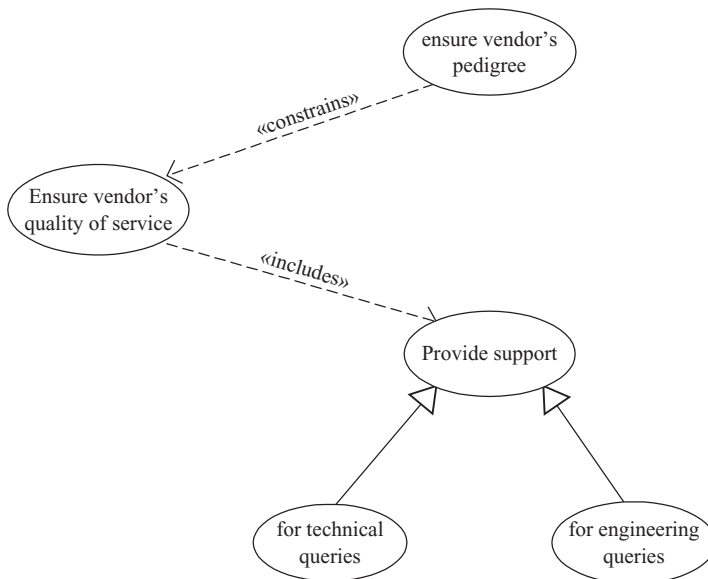 ensure vendor’s
pedigree
«constrains»
Ensure vendor’s
quality of service
«includes»
Provide support
for technical
queries
for engineering
queries